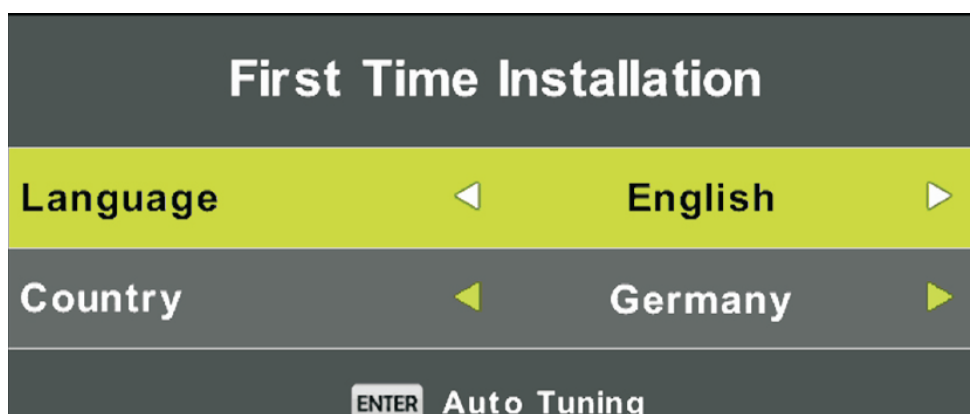 First Time Installation
Language English
Country Germany
ENTER Auto Tuning